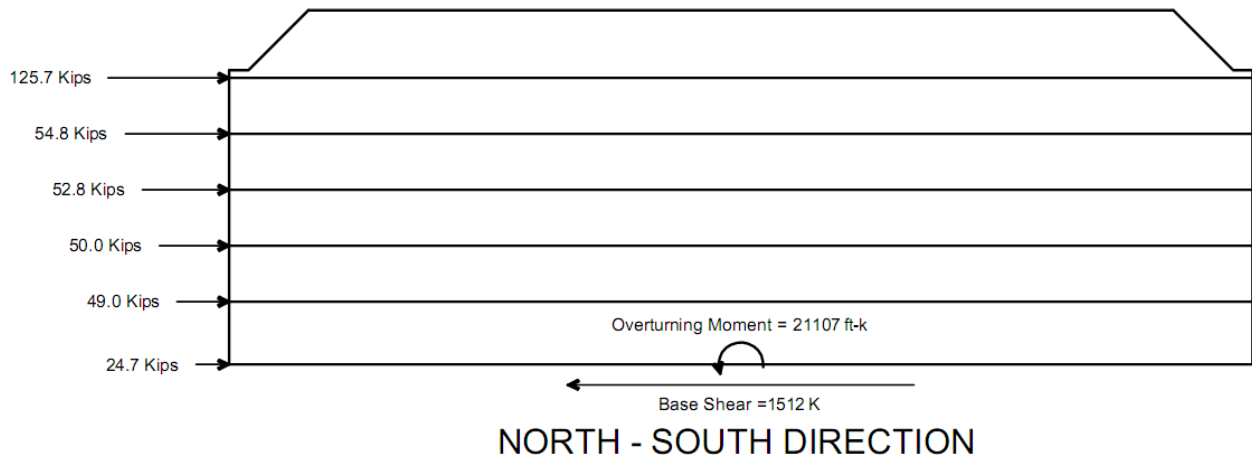 125.7 Kips
54.8 Kips
52.8 Kips
50.0 Kips
49.0 Kips
Overturning Moment = 21107 ft-k
24.7 Kips
Base Shear =1512 K
NORTH - SOUTH DIRECTION